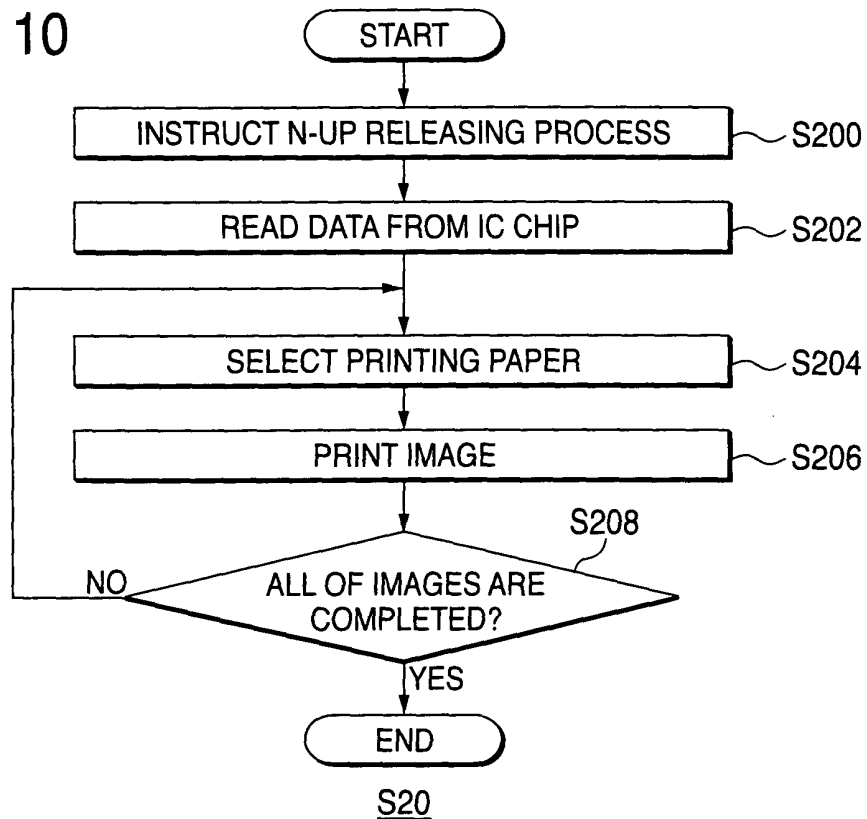 10
START
INSTRUCT N-UP RELEASING PROCESS
S200
READ DATA FROM IC CHIP
S202
SELECT PRINTING PAPER
S204
PRINT IMAGE
S206
S208
NO
ALL OF IMAGES ARE
COMPLETED?
YES
END
S20